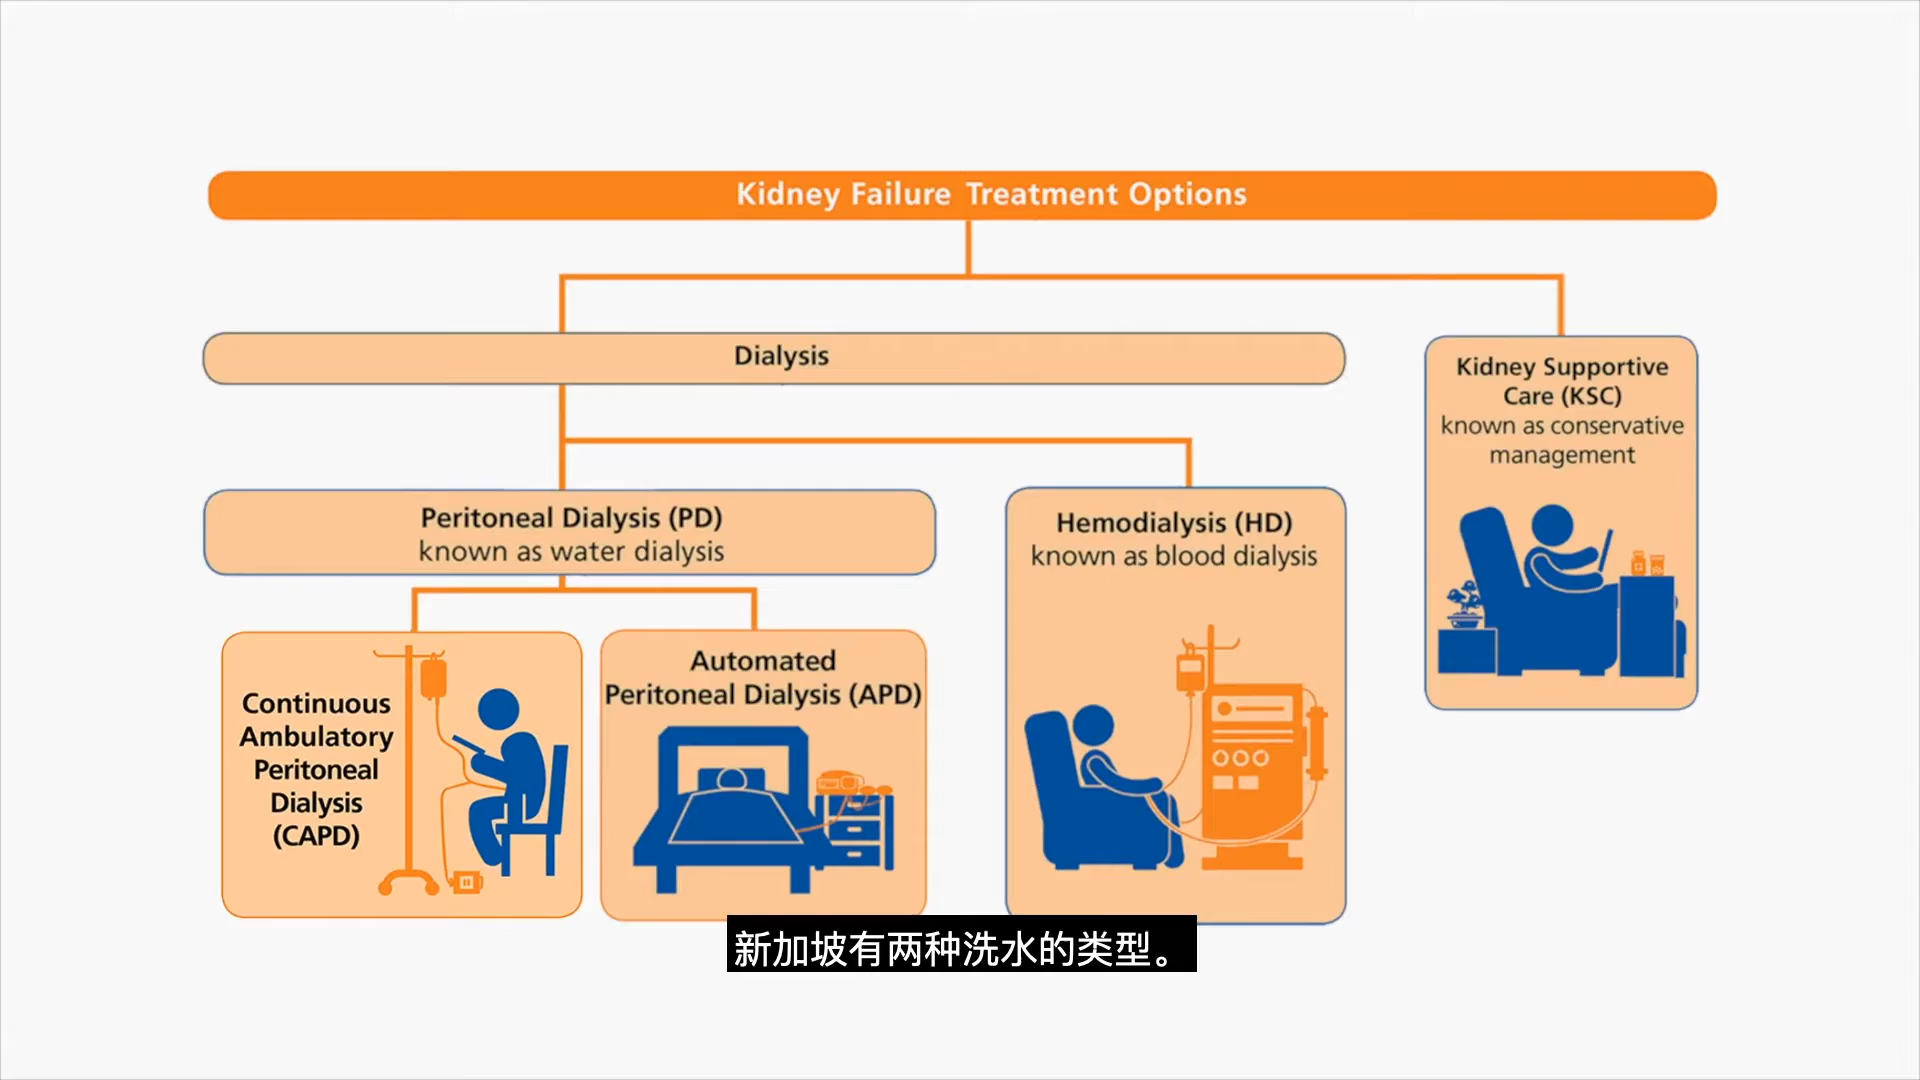 Kidney Failure Treatment Options
Dialysis
Kidney Supportive
Care (KSC)
known as conservative
management
Peritoneal Dialysis (PD)
known as water dialysis
Hemodialysis (HD)
known as blood dialysis
Continuous
Ambulatory
Peritoneal
Dialysis
(CAPD)
Automated
Peritoneal Dialysis (APD)
新加坡有两种洗水的类型。